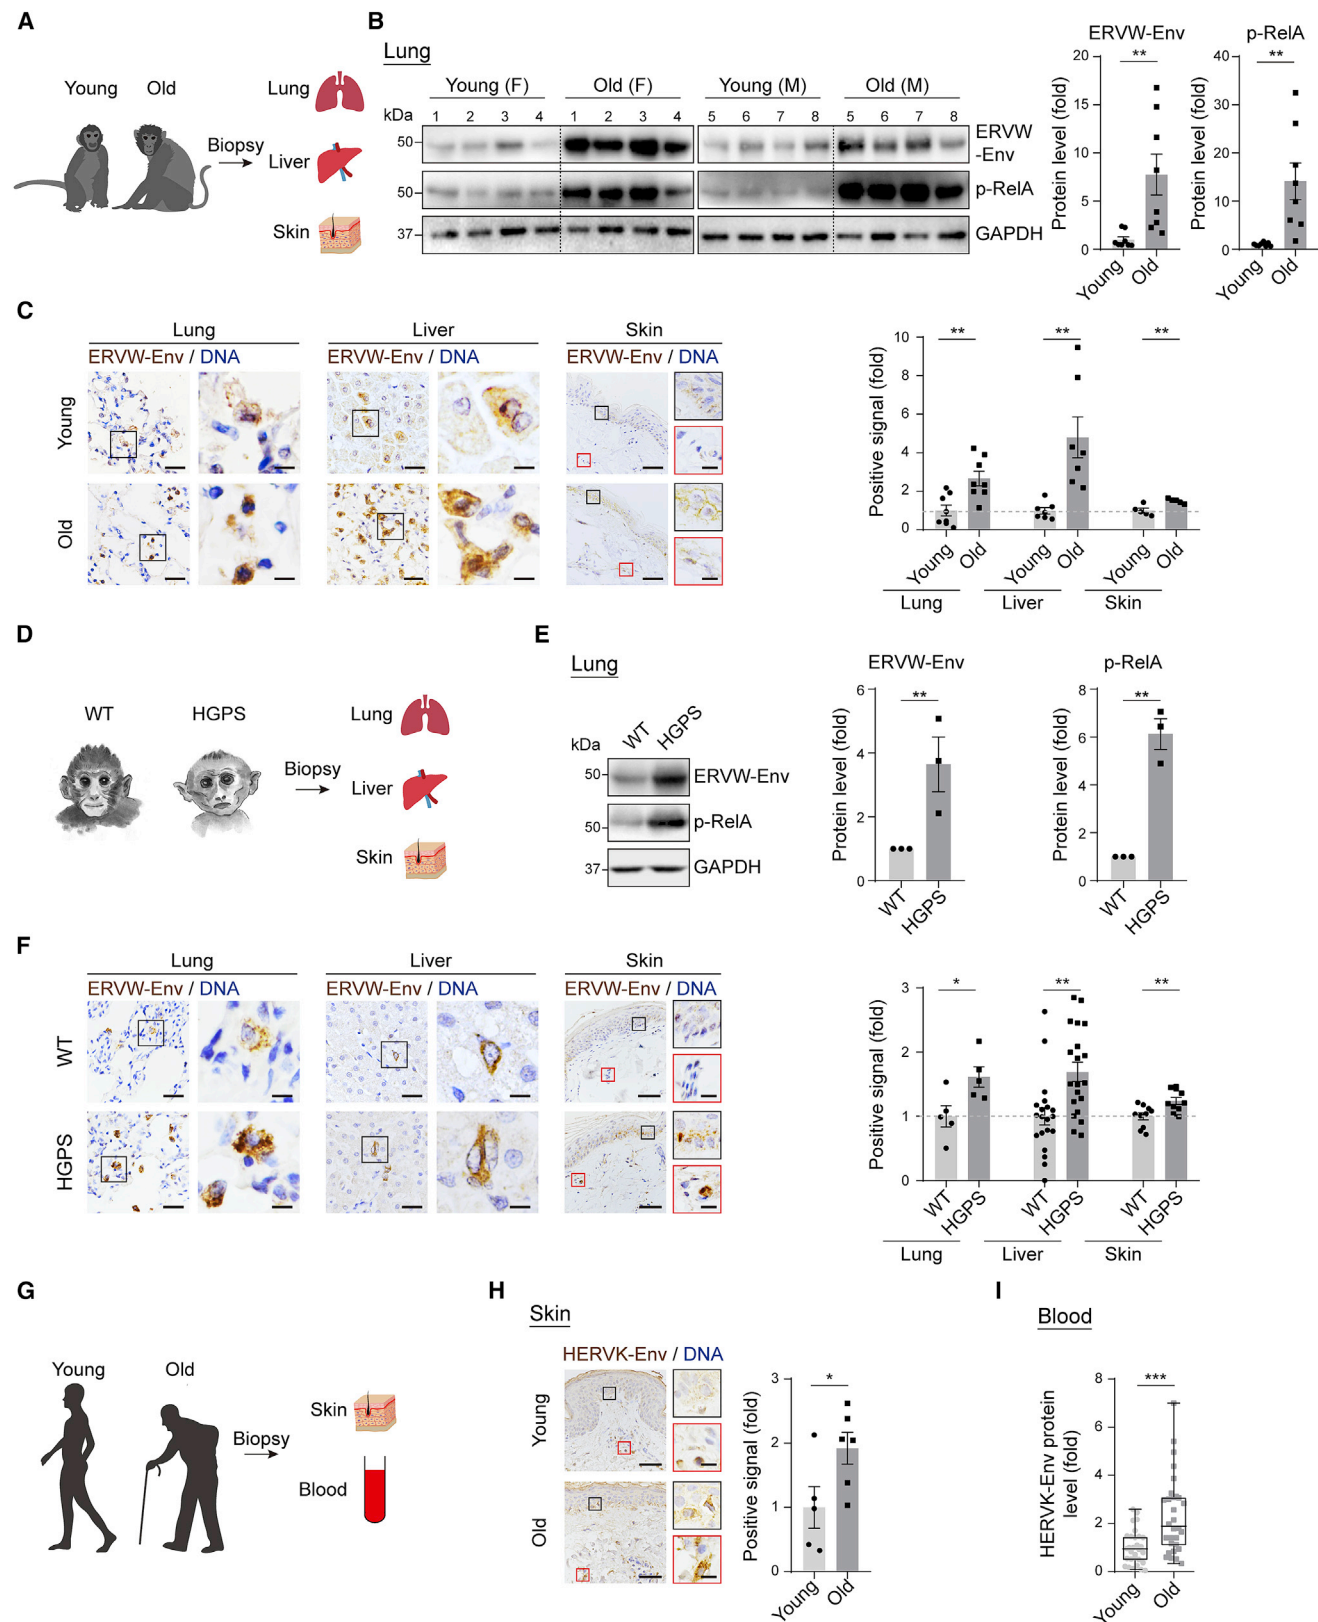 A
Young Old
Biopsy
Lung
Liver
Skin
B
Lung
Young (F) Old (F) Young (M) Old (M)
kDa 1 2 3 4 1 2 3 4 5 6 7 8 5 6 7 8
50 ERVW
-Env
50 p-RelA
37 GAPDH
ERVW-Env
Protein level (fold)
20
15
10
5
0
**
Young Old
p-RelA
Protein level (fold)
40
30
20
10
0
**
Young Old
C
Lung Liver Skin
ERVW-Env / DNA ERVW-Env / DNA ERVW-Env / DNA
Young
Old
Positive signal (fold)
10
8
6
4
2
0
** ** **
Young Old Young Old Young Old
Lung Liver Skin
D
WT HGPS
Biopsy
Lung
Liver
Skin
E
Lung
kDa WT HGPS
50 ERVW-Env
50 p-RelA
37 GAPDH
ERVW-Env
Protein level (fold)
6
4
2
0
**
WT HGPS
p-RelA
Protein level (fold)
8
6
4
2
0
**
WT HGPS
F
Lung Liver Skin
ERVW-Env / DNA ERVW-Env / DNA ERVW-Env / DNA
WT
HGPS
Positive signal (fold)
3
2
1
0
* ** **
WT HGPS WT HGPS WT HGPS
Lung Liver Skin
G
Young Old
Biopsy
Skin
Blood
H
Skin
HERVK-Env / DNA
Young
Old
Positive signal (fold)
3
2
1
0
*
Young Old
I
Blood
HERVK-Env protein
level (fold)
8
6
4
2
0
***
Young Old